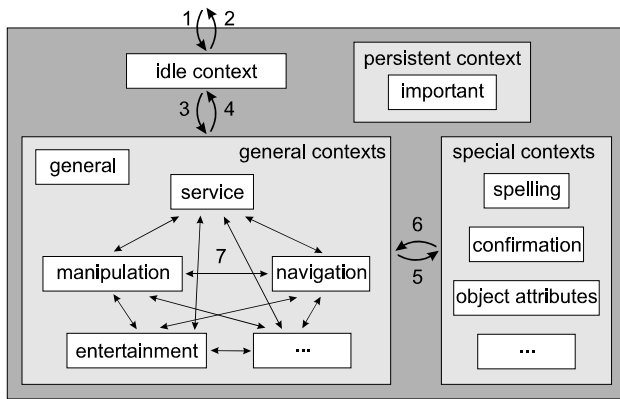 1 2
idle context
persistent context
important
3 4
general contexts
general
service
7
manipulation
navigation
entertainment
...
6
5
special contexts
spelling
confirmation
object attributes
...